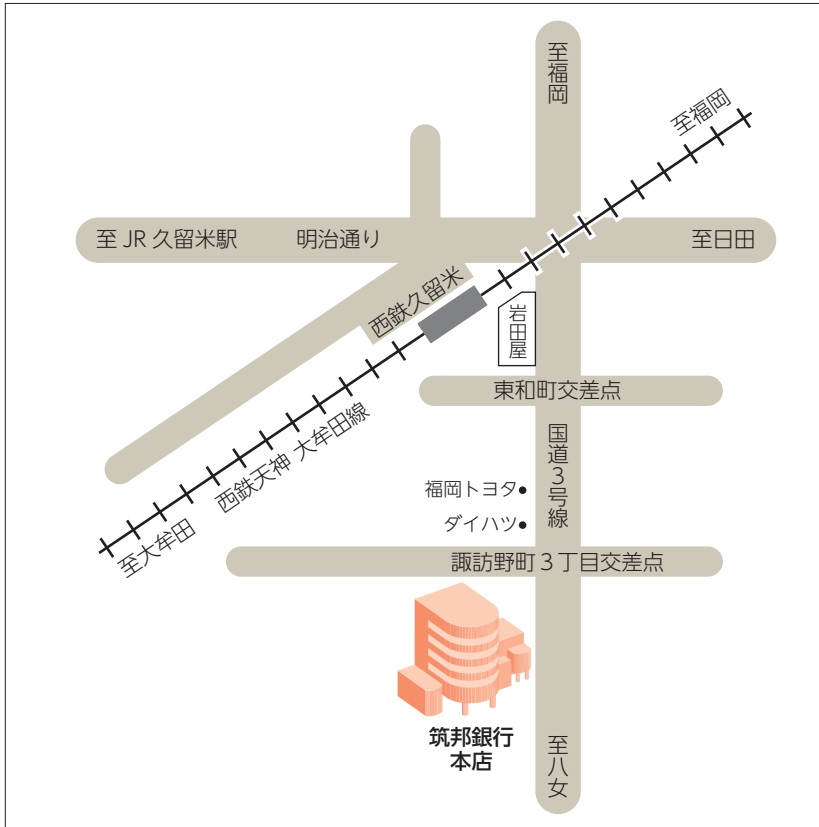 至福岡
至福岡
至 JR 久留米駅
明治通り
至日田
西鉄久留米
岩田屋
東和町交差点
国道3号線
西鉄天神 大牟田線
福岡トヨタ
ダイハツ
至大牟田
諏訪野町3丁目交差点
筑邦銀行
本店
至八女